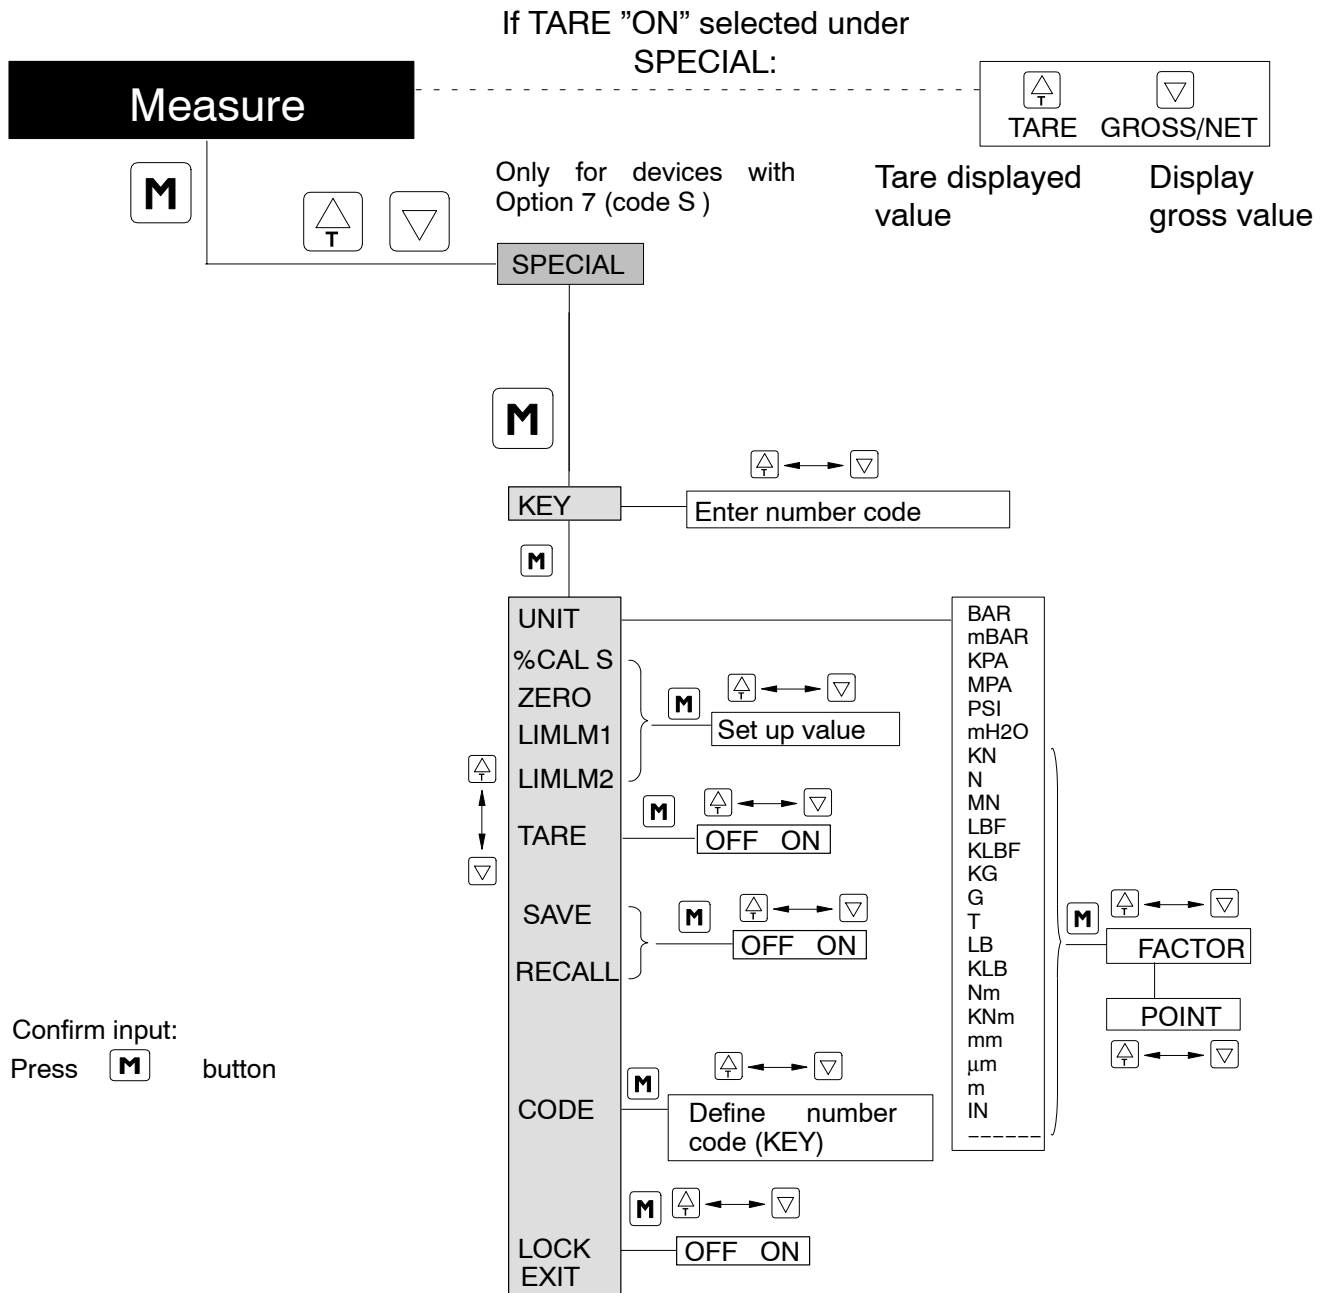 If TARE ”ON” selected under
SPECIAL:
Measure
T
TARE GROSS/NET
M
T
Only for devices with
Option 7 (code S )
Tare displayed
value
Display
gross value
SPECIAL
M
T
KEY
Enter number code
M
UNIT
%CAL S
ZERO
LIMLM1
LIMLM2
TARE
SAVE
RECALL
CODE
LOCK
EXIT
T
M
T
Set up value
M
T
OFF ON
M
T
OFF ON
M
T
Define number
code (KEY)
M
T
OFF ON
BAR
mBAR
KPA
MPA
PSI
mH2O
KN
N
MN
LBF
KLBF
KG
G
T
LB
KLB
Nm
KNm
mm
μm
m
IN
------
M
T
FACTOR
POINT
T
Confirm input:
Press M button